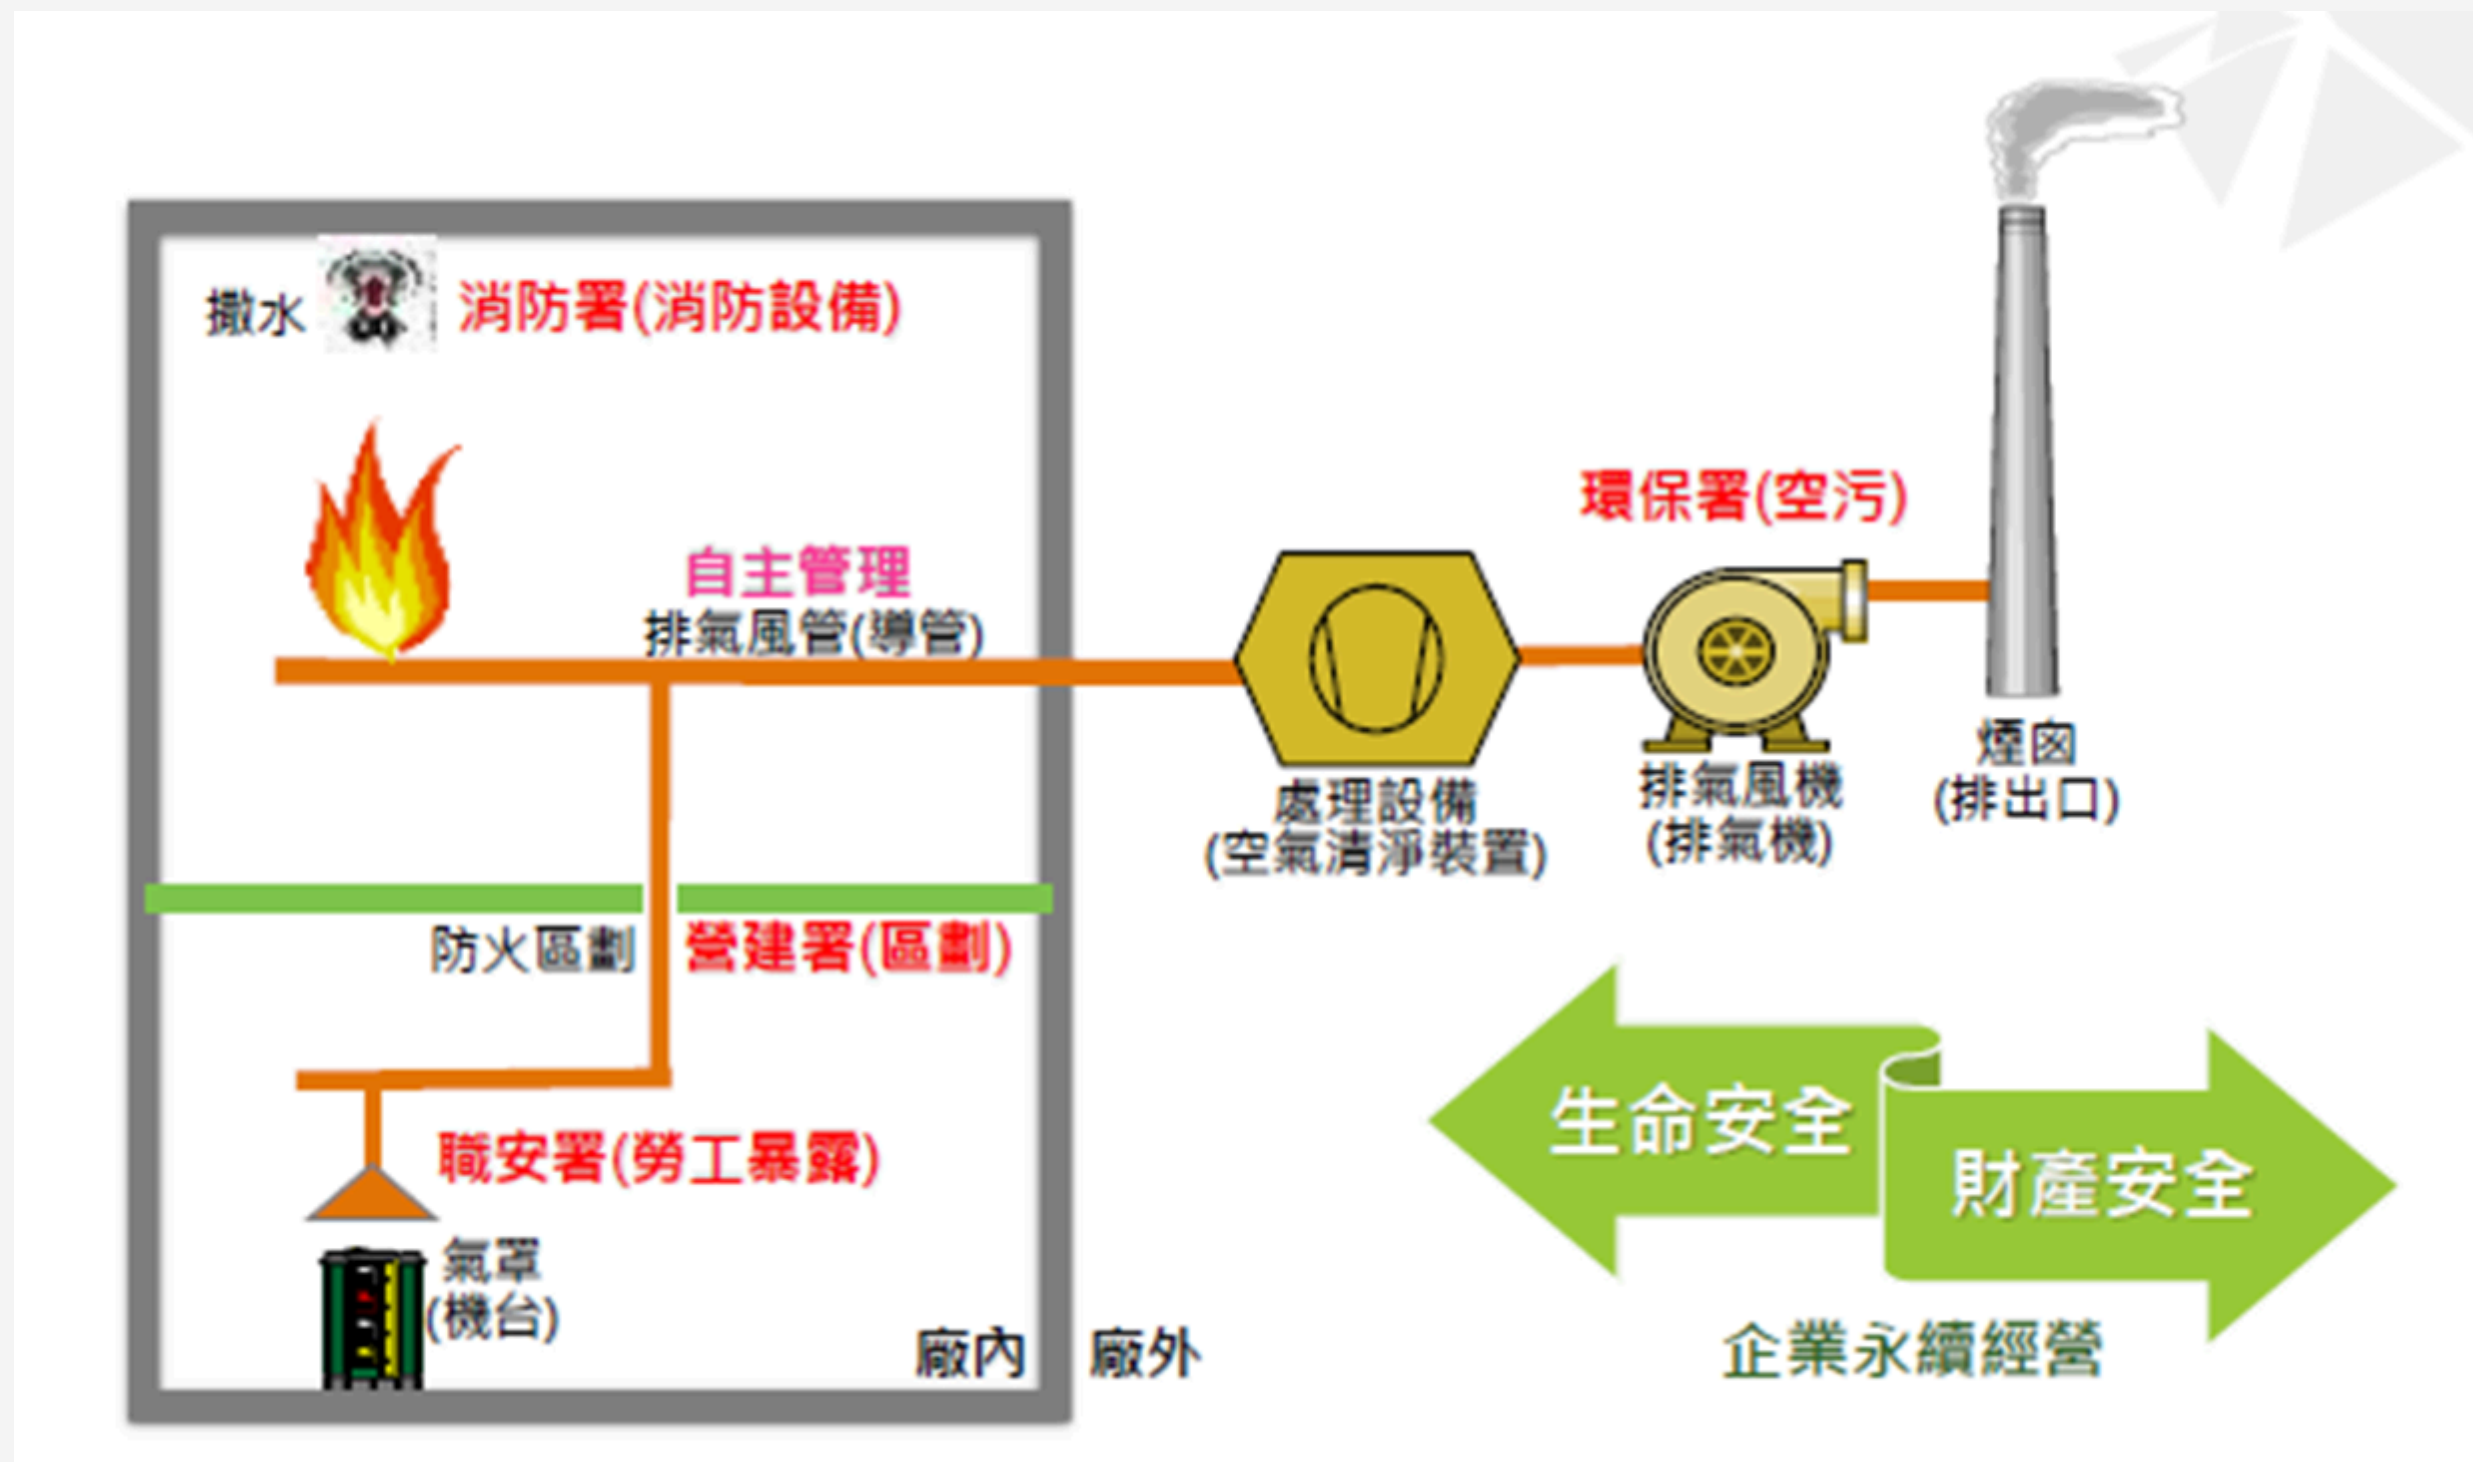 撒水
消防署(消防設備)
自主管理
排氣風管(導管)
環保署(空污)
處理設備
(空氣清淨裝置)
排氣風機
(排氣機)
煙囪
(排出口)
防火區劃
營建署(區劃)
職安署(勞工暴露)
氣罩
(機台)
廠內
廠外
生命安全
財產安全
企業永續經營